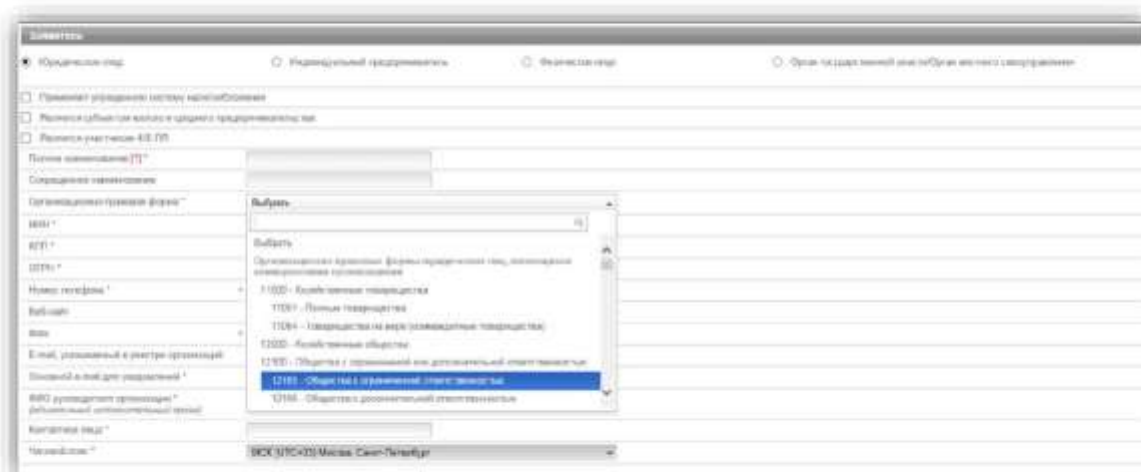 Заявитель
Юридическое лицо
Индивидуальный предприниматель
Физическое лицо
Орган государственной власти/Орган местного самоуправления
Применяет упрощенную систему налогообложения
Является субъектом малого и среднего предпринимательства
Является участником
Полное наименование [?] *
Сокращенное наименование
Организационно-правовая форма *
Выбрать
Выбрать
Организационно-правовые формы юридических лиц, являющихся коммерческими организациями
11000 - Хозяйственные товарищества
11051 - Полные товарищества
11064 - Товарищества на вере (коммандитные товарищества)
12000 - Хозяйственные общества
12100 - Общества с ограниченной или дополнительной ответственностью
12165 - Общества с ограниченной ответственностью
Общества с дополнительной ответственностью
ИНН *
КПП *
ОГРН *
Номер телефона *
Веб-сайт
Факс
E-mail, указываемый в реестре организаций
Основной e-mail для уведомлений *
ФИО руководителя организации *
Контактное лицо *
Часовой пояс *
МСК (UTC+03) Москва, Санкт-Петербург